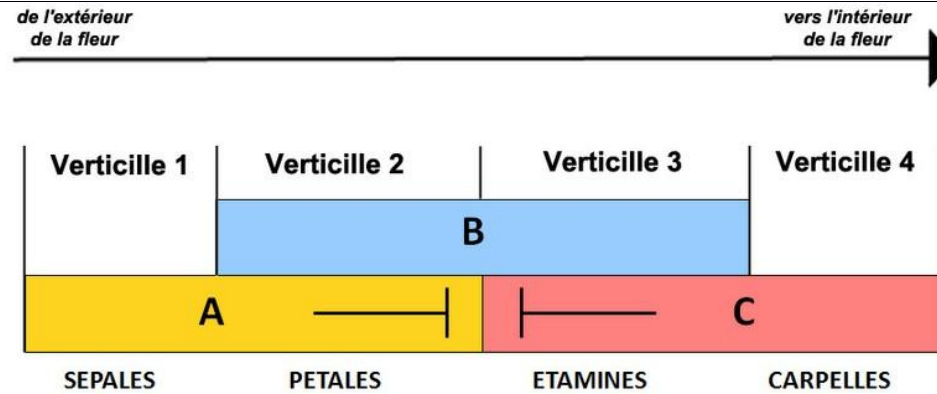 de l'extérieur
de la fleur
vers l'intérieur
de la fleur
Verticille 1
Verticille 2
Verticille 3
Verticille 4
B
A
C
SEPALES
PETALES
ETAMINES
CARPELLES